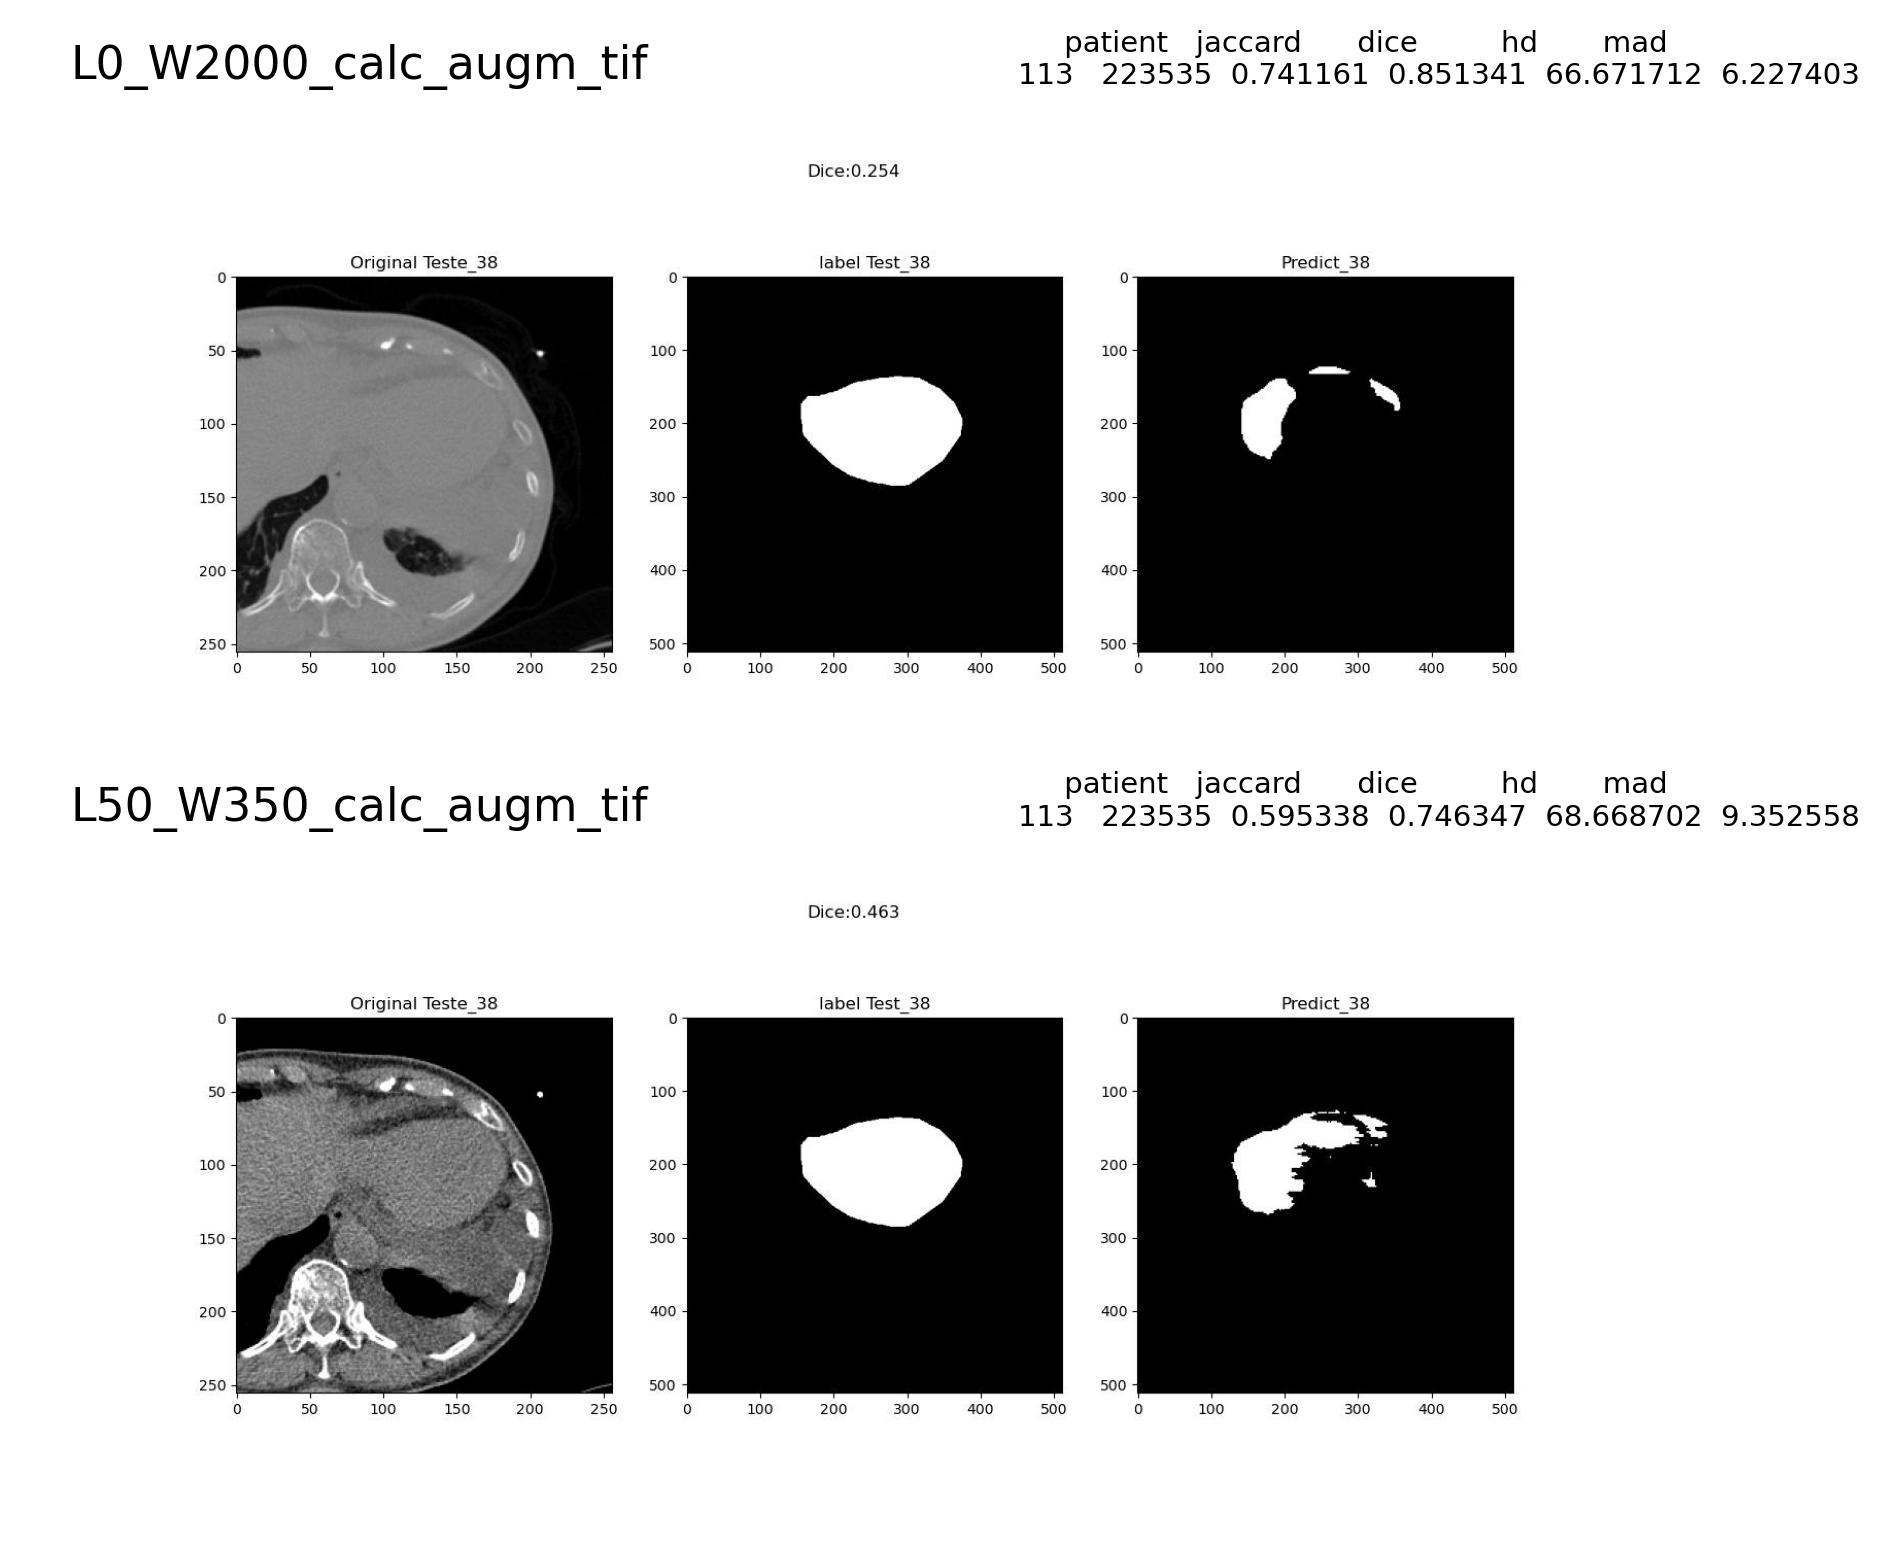 L0_W2000_calc_augm_tif
patient jaccard dice hd mad
113 223535 0.741161 0.851341 66.671712 6.227403
Dice:0.254
Original Teste_38
label Test_38
Predict_38
0
50
100
150
200
250
0 50 100 150 200 250
0
100
200
300
400
500
0 100 200 300 400 500
0
100
200
300
400
500
0 100 200 300 400 500
L50_W350_calc_augm_tif
patient jaccard dice hd mad
113 223535 0.595338 0.746347 68.668702 9.352558
Dice:0.463
Original Teste_38
label Test_38
Predict_38
0
50
100
150
200
250
0 50 100 150 200 250
0
100
200
300
400
500
0 100 200 300 400 500
0
100
200
300
400
500
0 100 200 300 400 500